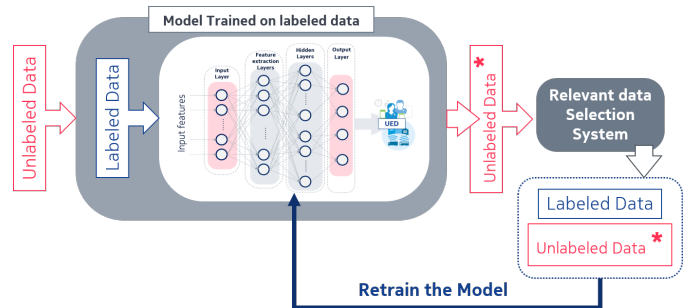 Model Trained on labeled data
Unlabeled Data
Labeled Data
Input features
Input
Layer
Feature
extraction
Layers
Hidden
Layers
Output
Layer
UED
Unlabeled Data *
Relevant data
Selection
System
Labeled Data
Unlabeled Data *
Retrain the Model